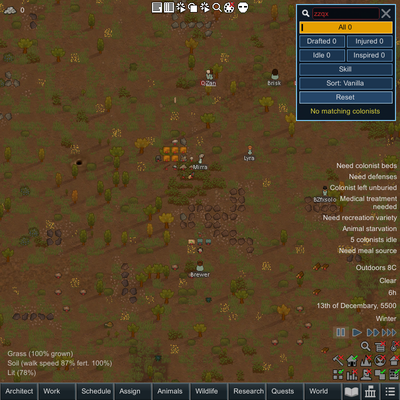 0
zzqx
All 0
Drafted 0 Injured 0
Idle 0 Inspired 0
Skill
Sort: Vanilla
Reset
No matching colonists
Ozan
Brisk
Lyra
Mirra
Brewer
Need colonist beds
Need defenses
Colonist left unburied
Medical treatment
needed
Need recreation variety
Animal starvation
5 colonists idle
Need meal source
Outdoors 8C
Clear
6h
13th of Decembary, 5500
Winter
Grass (100% grown)
Soil (walk speed 87% fert. 100%)
Lit (78%)
Architect Work Schedule Assign Animals Wildlife Research Quests World